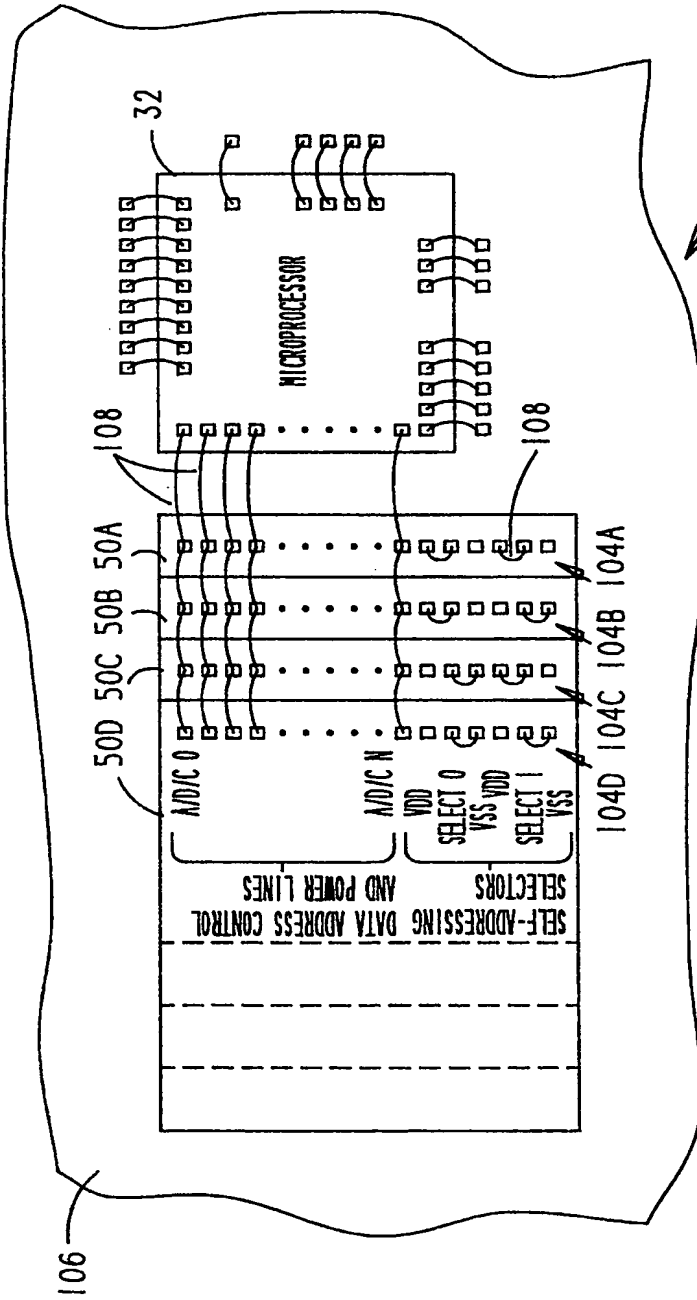 106
32
108
50A
50B
50C
50D
MICROPROCESSOR
A/D/C 0
A/D/C N
VDD
SELECT 0
VSS
VDD
SELECT 1
VSS
DATA ADDRESS CONTROL
AND POWER LINES
SELF-ADDRESSING
SELECTORS
108
104A
104B
104C
104D